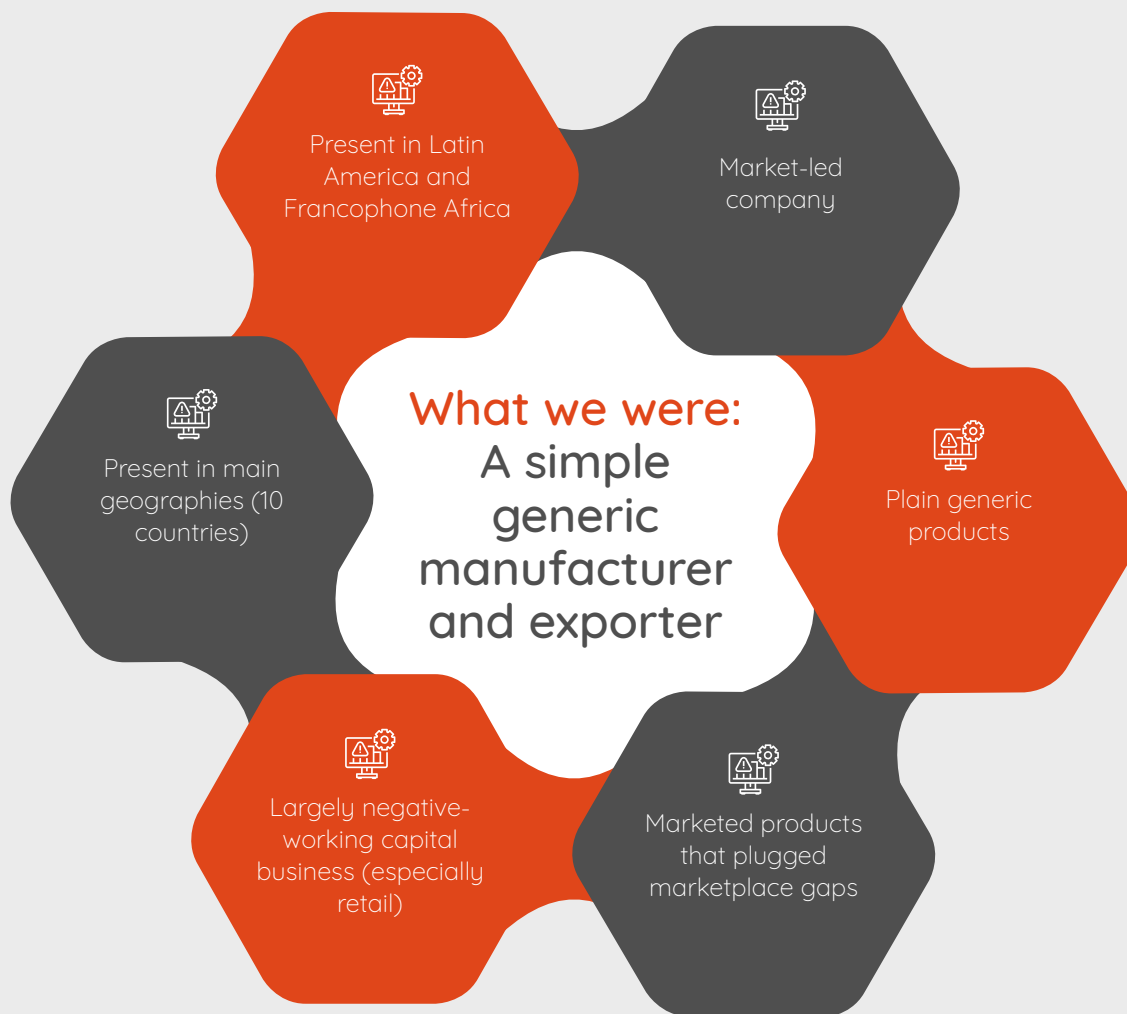 Present in Latin
America and
Francophone Africa
Market-led
company
Present in main
geographies (10
countries)
What we were:
A simple
generic
manufacturer
and exporter
Plain generic
products
Largely negative-
working capital
business (especially
retail)
Marketed products
that plugged
marketplace gaps